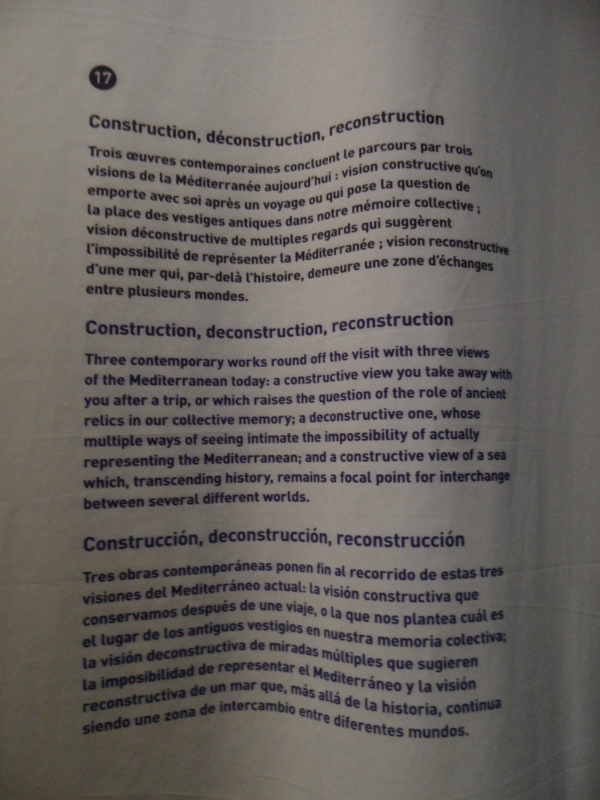 17
Construction, déconstruction, reconstruction
Trois œuvres contemporaines concluent le parcours par trois
visions de la Méditerranée aujourd'hui : vision constructive qu'on
emporte avec soi après un voyage ou qui pose la question de
la place des vestiges antiques dans notre mémoire collective ;
vision déconstructive de multiples regards qui suggèrent
l'impossibilité de représenter la Méditerranée ; vision reconstructive
d'une mer qui, par-delà l'histoire, demeure une zone d'échanges
entre plusieurs mondes.
Construction, deconstruction, reconstruction
Three contemporary works round off the visit with three views
of the Mediterranean today: a constructive view you take away with
you after a trip, or which raises the question of the role of ancient
relics in our collective memory; a deconstructive one, whose
multiple ways of seeing intimate the impossibility of actually
representing the Mediterranean; and a constructive view of a sea
which, transcending history, remains a focal point for interchange
between several different worlds.
Construcción, deconstrucción, reconstrucción
Tres obras contemporáneas ponen fin al recorrido de estas tres
visiones del Mediterráneo actual: la visión constructiva que
conservamos después de une viaje, o la que nos plantea cuál es
el lugar de los antiguos vestigios en nuestra memoria colectiva;
la visión deconstructiva de miradas múltiples que sugieren
la imposibilidad de representar el Mediterráneo y la visión
reconstructiva de un mar que, más allá de la historia, continua
siendo une zona de intercambio entre diferentes mundos.